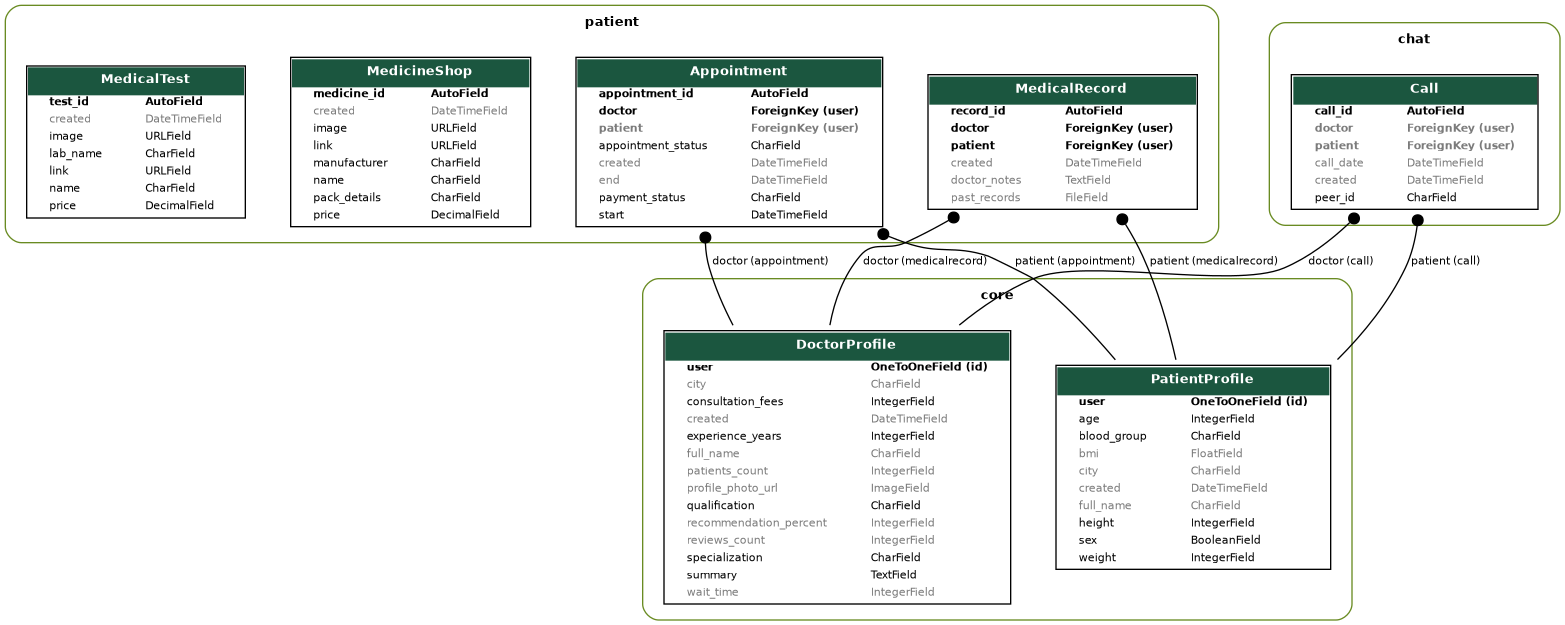 patient
MedicalTest
test_id AutoField
created DateTimeField
image URLField
lab_name CharField
link URLField
name CharField
price DecimalField
MedicineShop
medicine_id AutoField
created DateTimeField
image URLField
link URLField
manufacturer CharField
name CharField
pack_details CharField
price DecimalField
Appointment
appointment_id AutoField
doctor ForeignKey (user)
patient ForeignKey (user)
appointment_status CharField
created DateTimeField
end DateTimeField
payment_status CharField
start DateTimeField
MedicalRecord
record_id AutoField
doctor ForeignKey (user)
patient ForeignKey (user)
created DateTimeField
doctor_notes TextField
past_records FileField
chat
Call
call_id AutoField
doctor ForeignKey (user)
patient ForeignKey (user)
call_date DateTimeField
created DateTimeField
peer_id CharField
doctor (appointment)
doctor (medicalrecord)
patient (appointment)
patient (medicalrecord)
doctor (call)
patient (call)
core
DoctorProfile
user OneToOneField (id)
city CharField
consultation_fees IntegerField
created DateTimeField
experience_years IntegerField
full_name CharField
patients_count IntegerField
profile_photo_url ImageField
qualification CharField
recommendation_percent IntegerField
reviews_count IntegerField
specialization CharField
summary TextField
wait_time IntegerField
PatientProfile
user OneToOneField (id)
age IntegerField
blood_group CharField
bmi FloatField
city CharField
created DateTimeField
full_name CharField
height IntegerField
sex BooleanField
weight IntegerField